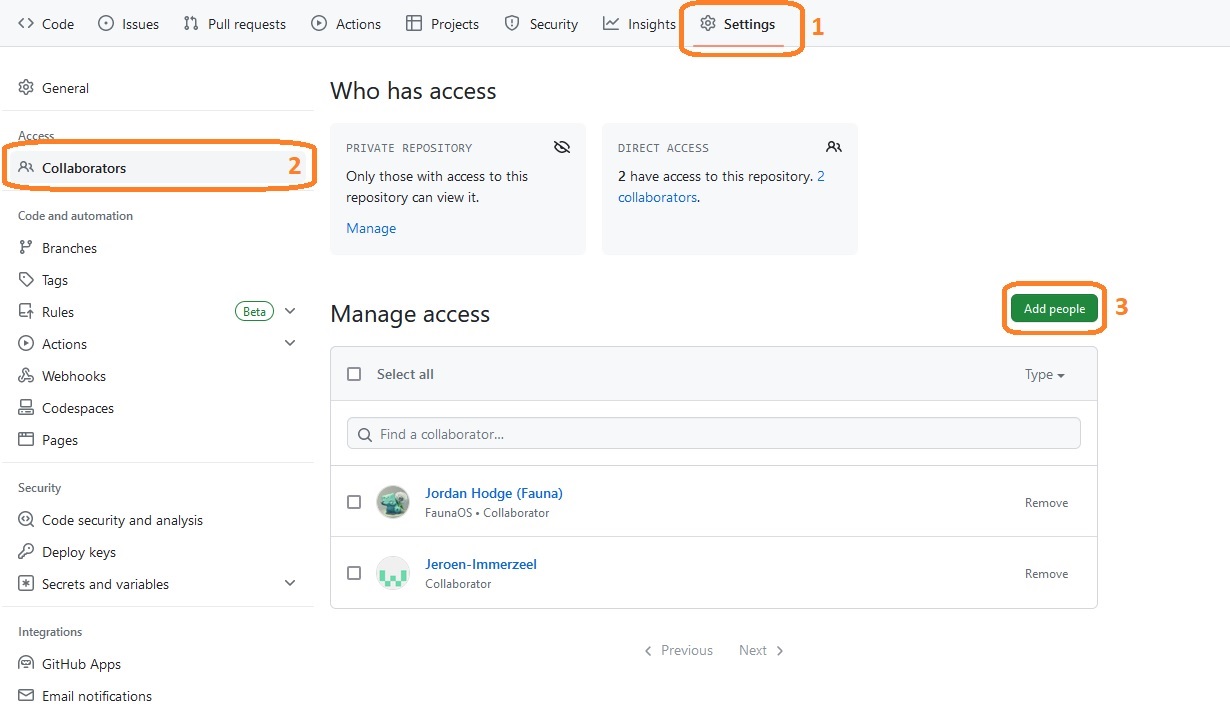 Code Issues Pull requests Actions Projects Security Insights Settings 1
General
Access
Collaborators 2
Code and automation
Branches
Tags
Rules Beta
Actions
Webhooks
Codespaces
Pages
Security
Code security and analysis
Deploy keys
Secrets and variables
Integrations
GitHub Apps
Email notifications
Who has access
PRIVATE REPOSITORY
Only those with access to this
repository can view it.
Manage
DIRECT ACCESS
2 have access to this repository. 2
collaborators.
Manage access
Add people 3
Select all Type
Find a collaborator...
Jordan Hodge (Fauna)
FaunaOS • Collaborator
Remove
Jeroen-Immerzeel
Collaborator
Remove
Previous Next